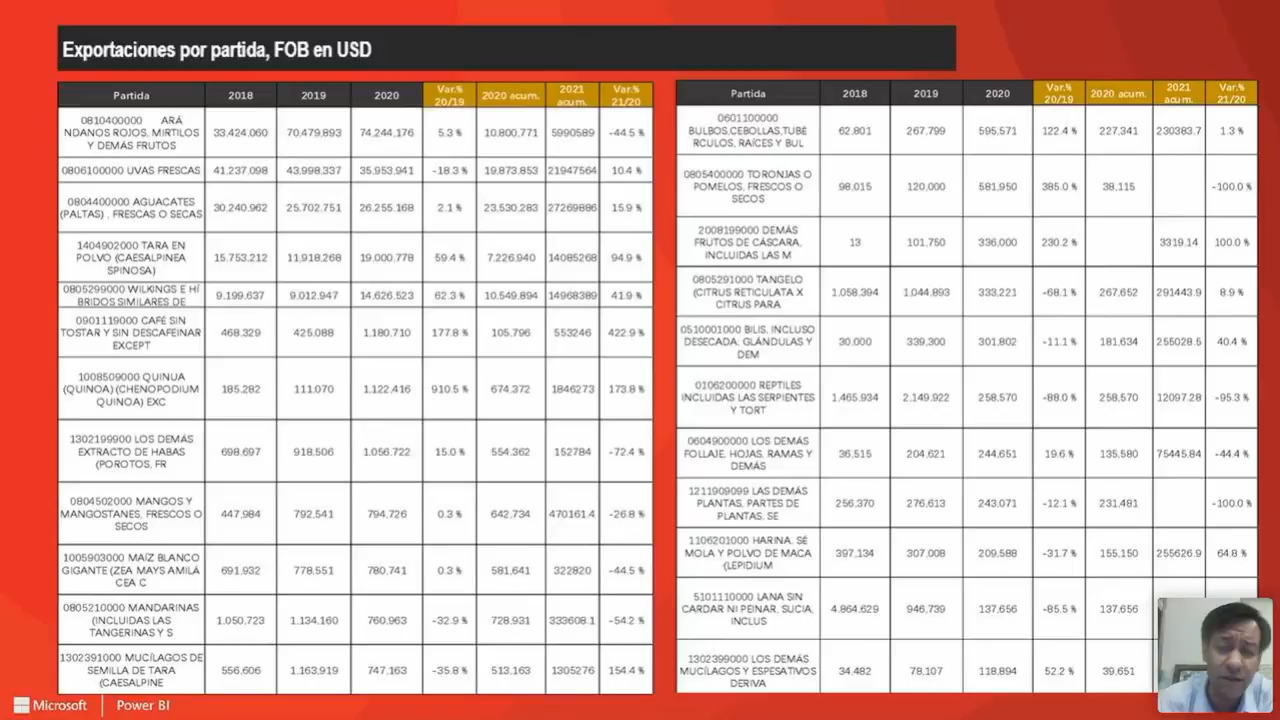 Exportaciones por partida, FOB en USD
Partida 2018 2019 2020 Var.% 20/19 2020 acum. 2021 acum. Var.% 21/20
0810400000 ARÁ
NDANOS ROJOS, MIRTILOS
Y DEMÁS FRUTOS
33,424,060 70,479,893 74,244,176 5.3 % 10,800,771 5990589 -44.5 %
0806100000 UVAS FRESCAS 41,237,098 43,998,337 35,953,941 -18.3 % 19,873,853 21947564 10.4 %
0804400000 AGUACATES
(PALTAS) , FRESCAS O SECAS
30,240,962 25,702,751 26,255,168 2.1 % 23,530,283 27269886 15.9 %
1404902000 TARA EN
POLVO (CAESALPINEA
SPINOSA)
15,753,212 11,918,268 19,000,778 59.4 % 7,226,940 14085268 94.9 %
0805299000 WILKINGS E HÍ
BRIDOS SIMILARES DE
9,199,637 9,012,947 14,626,523 62.3 % 10,549,894 14968389 41.9 %
0901119000 CAFÉ SIN
TOSTAR Y SIN DESCAFEINAR
EXCEPT
468,329 425,088 1,180,710 177.8 % 105,796 553246 422.9 %
1008509000 QUINUA
(QUINOA) (CHENOPODIUM
QUINOA) EXC
185,282 111,070 1,122,416 910.5 % 674,372 1846273 173.8 %
1302199900 LOS DEMÁS
EXTRACTO DE HABAS
(POROTOS, FR
698,697 918,506 1,056,722 15.0 % 554,362 152784 -72.4 %
0804502000 MANGOS Y
MANGOSTANES, FRESCOS O
SECOS
447,984 792,541 794,726 0.3 % 642,734 470161.4 -26.8 %
1005903000 MAÍZ BLANCO
GIGANTE (ZEA MAYS AMILÁ
CEA C
691,932 778,551 780,741 0.3 % 581,641 322820 -44.5 %
0805210000 MANDARINAS
(INCLUIDAS LAS
TANGERINAS Y S
1,050,723 1,134,160 760,963 -32.9 % 728,931 333608.1 -54.2 %
1302391000 MUCÍLAGOS DE
SEMILLA DE TARA
(CAESALPINE
556,606 1,163,919 747,163 -35.8 % 513,163 1305276 154.4 %
Partida 2018 2019 2020 Var.% 20/19 2020 acum. 2021 acum. Var.% 21/20
0601100000
BULBOS,CEBOLLAS,TUBÉ
RCULOS, RAÍCES Y BUL
62,801 267,799 595,571 122.4 % 227,341 230383.7 1.3 %
0805400000 TORONJAS O
POMELOS, FRESCOS O
SECOS
98,015 120,000 581,950 385.0 % 38,115 -100.0 %
2008199000 DEMÁS
FRUTOS DE CÁSCARA,
INCLUIDAS LAS M
13 101,750 336,000 230.2 % 3319.14 100.0 %
0805291000 TANGELO
(CITRUS RETICULATA X
CITRUS PARA
1,058,394 1,044,893 333,221 -68.1 % 267,652 291443.9 8.9 %
0510001000 BILIS, INCLUSO
DESECADA; GLÁNDULAS Y
DEM
30,000 339,300 301,802 -11.1 % 181,634 255028.5 40.4 %
0106200000 REPTILES
INCLUIDAS LAS SERPIENTES
Y TORT
1,465,934 2,149,922 258,570 -88.0 % 258,570 12097.28 -95.3 %
0604900000 LOS DEMÁS
FOLLAJE, HOJAS, RAMAS Y
DEMÁS
36,515 204,621 244,651 19.6 % 135,580 75445.84 -44.4 %
1211909099 LAS DEMÁS
PLANTAS, PARTES DE
PLANTAS, SE
256,370 276,613 243,071 -12.1 % 231,481 -100.0 %
1106201000 HARINA, SÉ
MOLA Y POLVO DE MACA
(LEPIDIUM
397,134 307,008 209,588 -31.7 % 155,150 255626.9 64.8 %
5101110000 LANA SIN
CARDAR NI PEINAR, SUCIA,
INCLUS
4,864,629 946,739 137,656 -85.5 % 137,656
1302399000 LOS DEMÁS
MUCÍLAGOS Y ESPESATIVOS
DERIVA
34,482 78,107 118,894 52.2 % 39,651
Microsoft Power BI